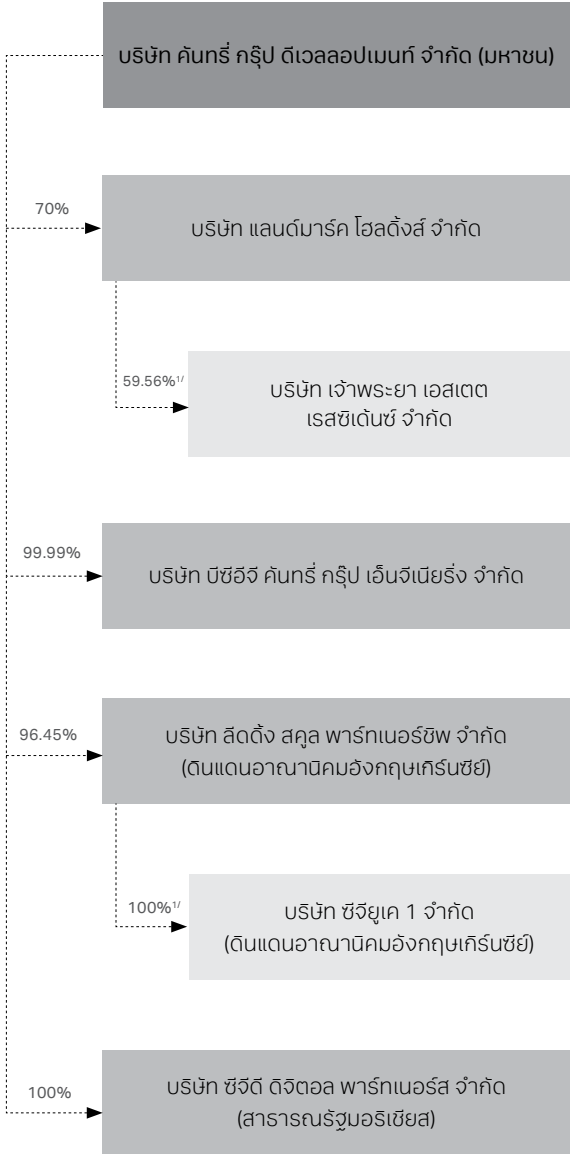 บริษัท คันทรี่ กรุ๊ป ดีเวลลอปเมนท์ จำกัด (มหาชน)
70%
บริษัท แลนด์มาร์ค โฮลดิ้งส์ จำกัด
59.56%¹/
บริษัท เจ้าพระยา เอสเตต
เรสซิเด้นซ์ จำกัด
99.99%
บริษัท บีซีอีจี คันทรี่ กรุ๊ป เอ็นจีเนียริ่ง จำกัด
96.45%
บริษัท ลีดดิ้ง สคูล พาร์ทเนอร์ชิพ จำกัด
(ดินแดนอาณานิคมอังกฤษเกิร์นซีย์)
100%¹/
บริษัท ซีจียูเค 1 จำกัด
(ดินแดนอาณานิคมอังกฤษเกิร์นซีย์)
100%
บริษัท ซีจีดี ดิจิตอล พาร์ทเนอร์ส จำกัด
(สาธารณรัฐมอริเชียส)